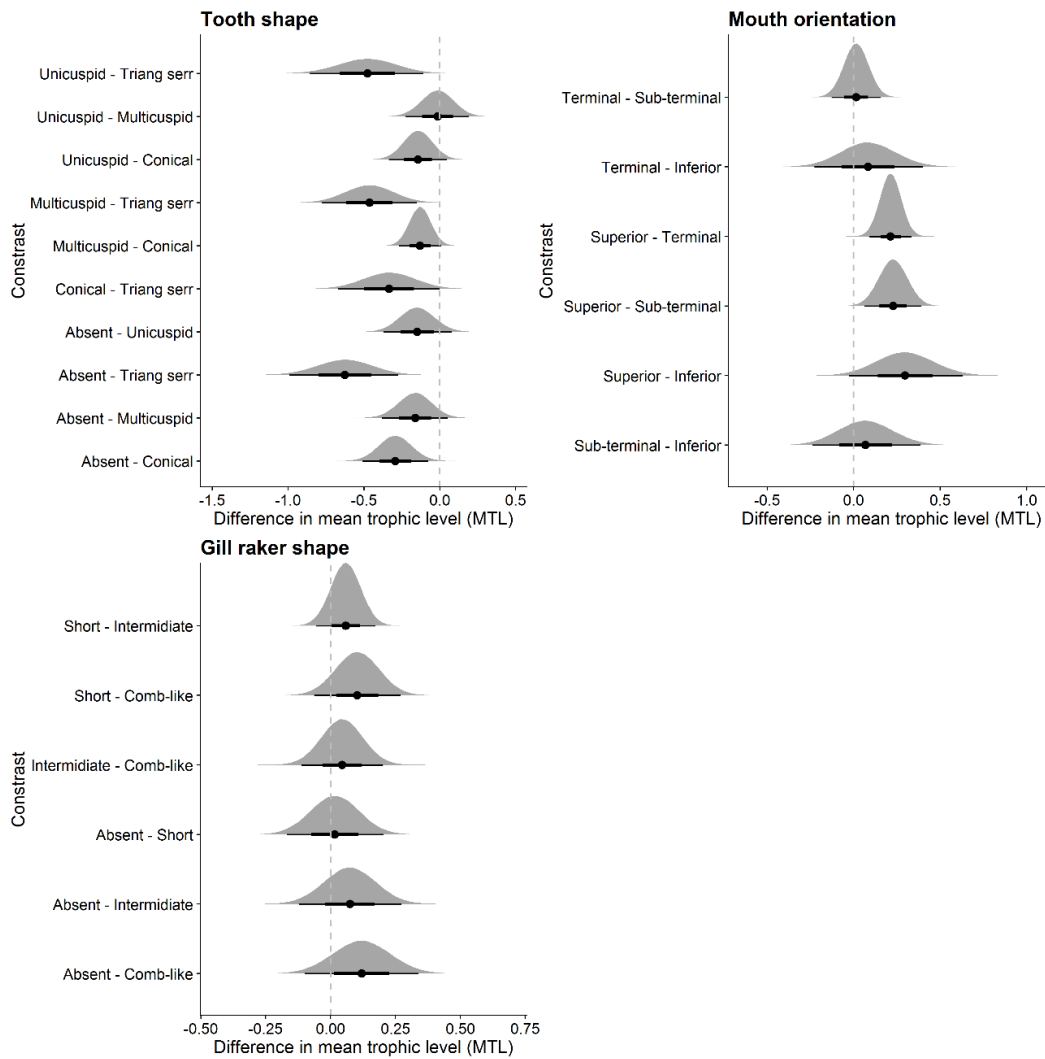 Tooth shape
Constrast
Unicuspid - Triang serr
Unicuspid - Multicuspid
Unicuspid - Conical
Multicuspid - Triang serr
Multicuspid - Conical
Conical - Triang serr
Absent - Unicuspid
Absent - Triang serr
Absent - Multicuspid
Absent - Conical
-1.5 -1.0 -0.5 0.0 0.5
Difference in mean trophic level (MTL)
Mouth orientation
Constrast
Terminal - Sub-terminal
Terminal - Inferior
Superior - Terminal
Superior - Sub-terminal
Superior - Inferior
Sub-terminal - Inferior
-0.5 0.0 0.5 1.0
Difference in mean trophic level (MTL)
Gill raker shape
Constrast
Short - Intermidiate
Short - Comb-like
Intermidiate - Comb-like
Absent - Short
Absent - Intermidiate
Absent - Comb-like
-0.50 -0.25 0.00 0.25 0.50 0.75
Difference in mean trophic level (MTL)